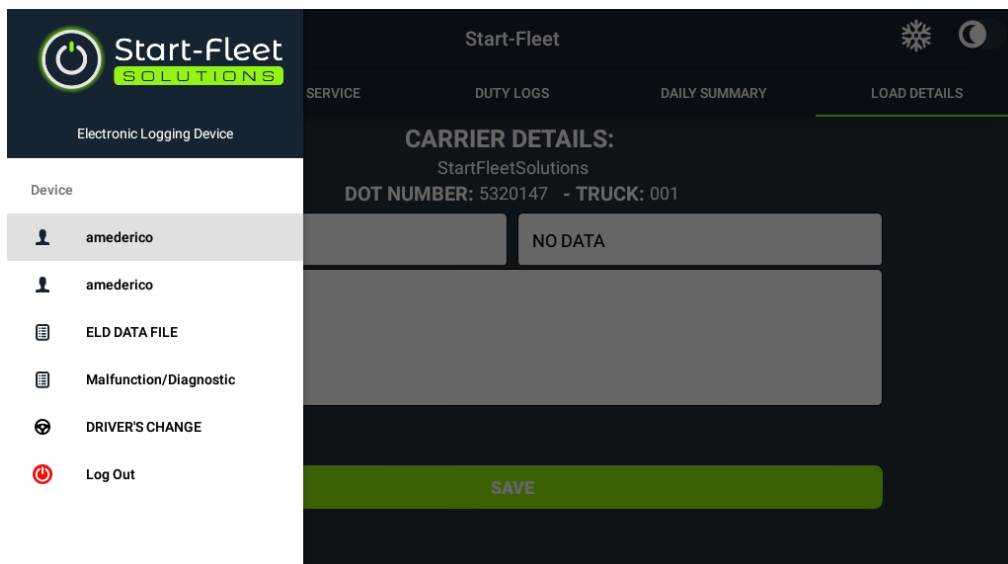 Start-Fleet
SOLUTIONS
Electronic Logging Device
Device
amederico
amederico
ELD DATA FILE
Malfunction/Diagnostic
DRIVER'S CHANGE
Log Out
Start-Fleet
SERVICE DUTY LOGS DAILY SUMMARY LOAD DETAILS
CARRIER DETAILS:
StartFleetSolutions
DOT NUMBER: 5320147 - TRUCK: 001
NO DATA
SAVE